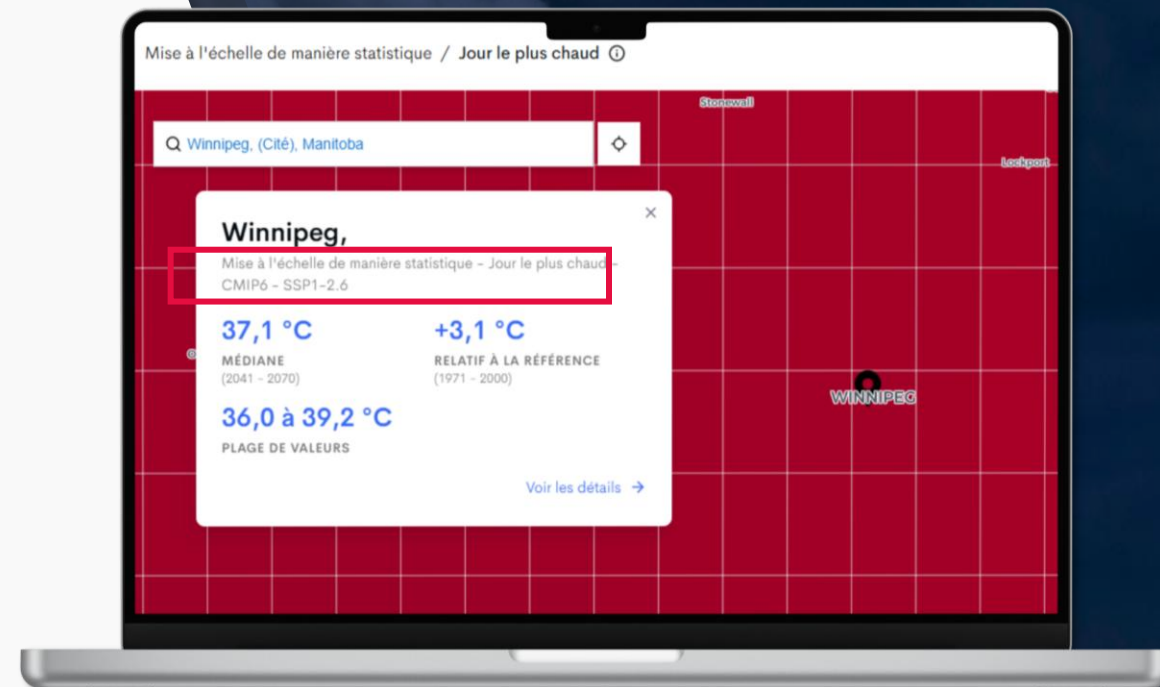 Mise à l'échelle de manière statistique / Jour le plus chaud
Stonewall
Winnipeg, (Cité), Manitoba
Lockport
Winnipeg,
Mise à l'échelle de manière statistique - Jour le plus chaud -
CMIP6 - SSP1-2.6
37,1 °C
+3,1 °C
MÉDIANE
RELATIF À LA RÉFÉRENCE
(2041 - 2070)
(1971 - 2000)
WINNIPEG
36,0 à 39,2 °C
PLAGE DE VALEURS
Voir les détails →